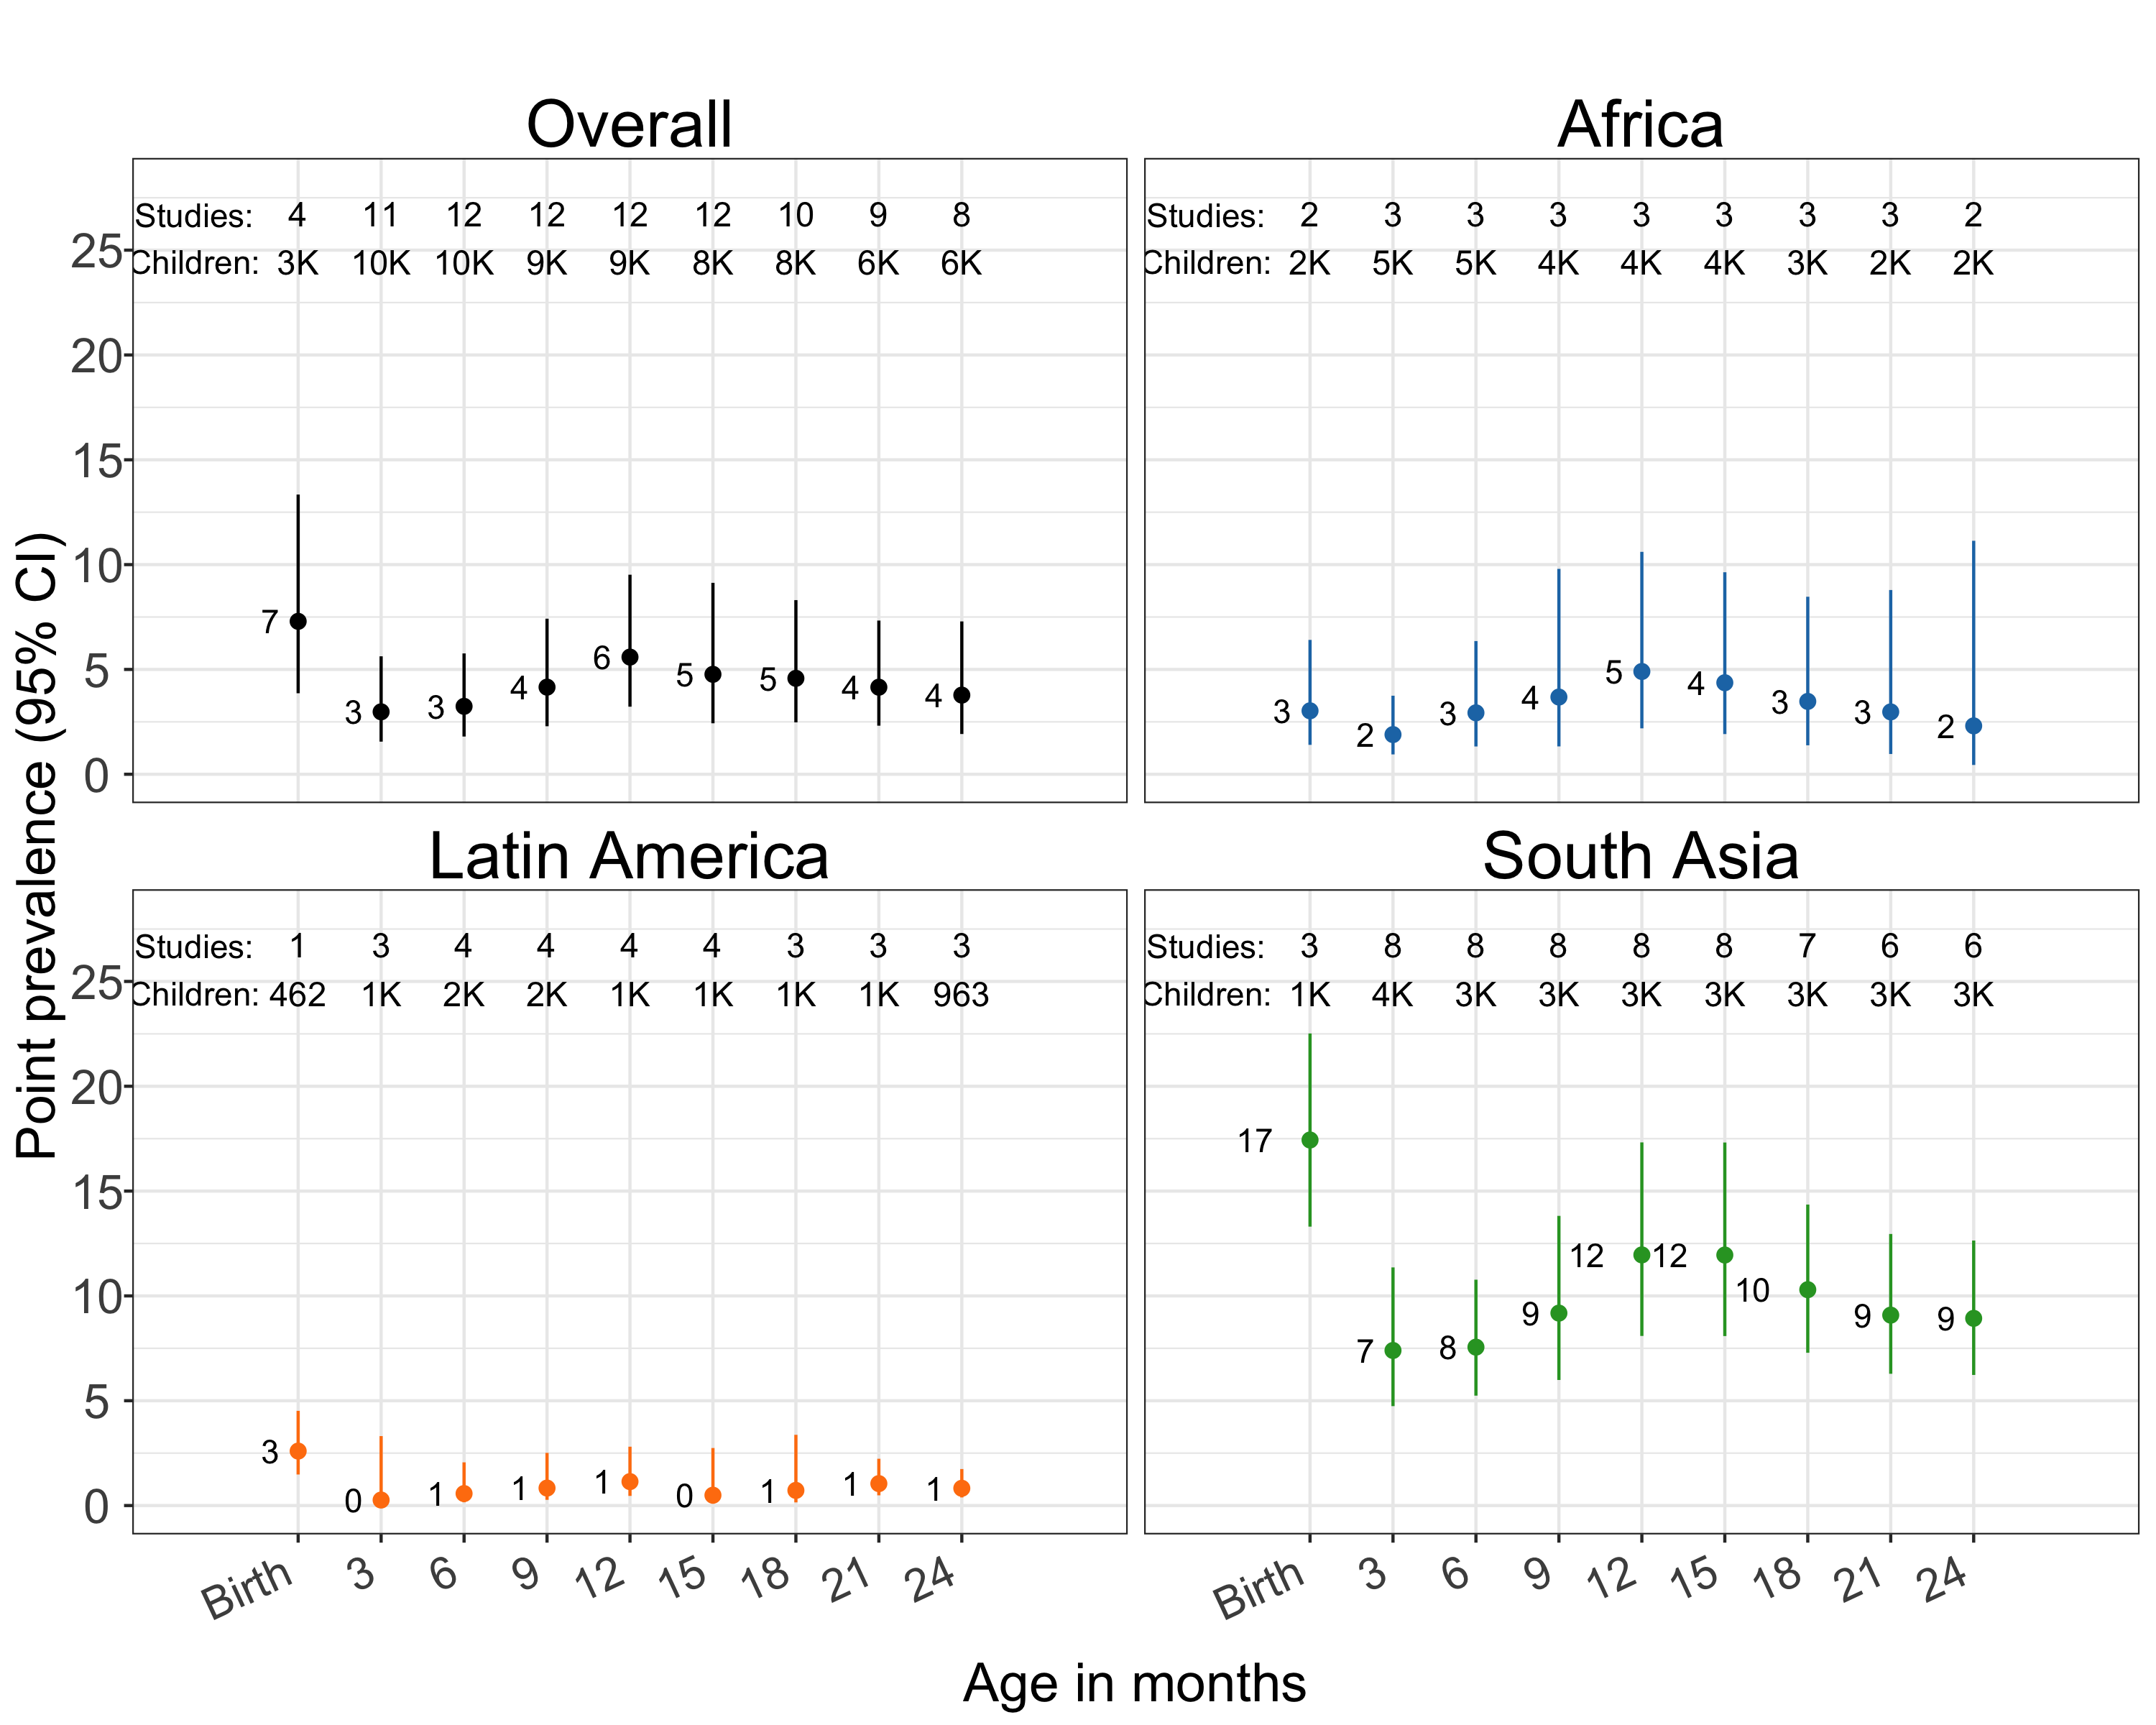 Overall
Africa
Studies: 4 11 12 12 12 12 10 9 8
Children: 3K 10K 10K 9K 9K 8K 8K 6K 6K
Studies: 2 3 3 3 3 3 3 3 2
Children: 2K 5K 5K 4K 4K 4K 3K 2K 2K
25
20
15
10
5
0
7 3 3 4 6 5 5 4 4
3 2 3 4 5 4 3 3 2
Latin America
South Asia
Studies: 1 3 4 4 4 4 3 3 3
Children: 462 1K 2K 2K 1K 1K 1K 1K 963
Studies: 3 8 8 8 8 8 7 6 6
Children: 1K 4K 3K 3K 3K 3K 3K 3K 3K
25
20
15
10
5
0
3 0 1 1 1 0 1 1 1
17 7 8 9 12 12 10 9 9
Birth 3 6 9 12 15 18 21 24
Birth 3 6 9 12 15 18 21 24
Age in months
Point prevalence (95% CI)